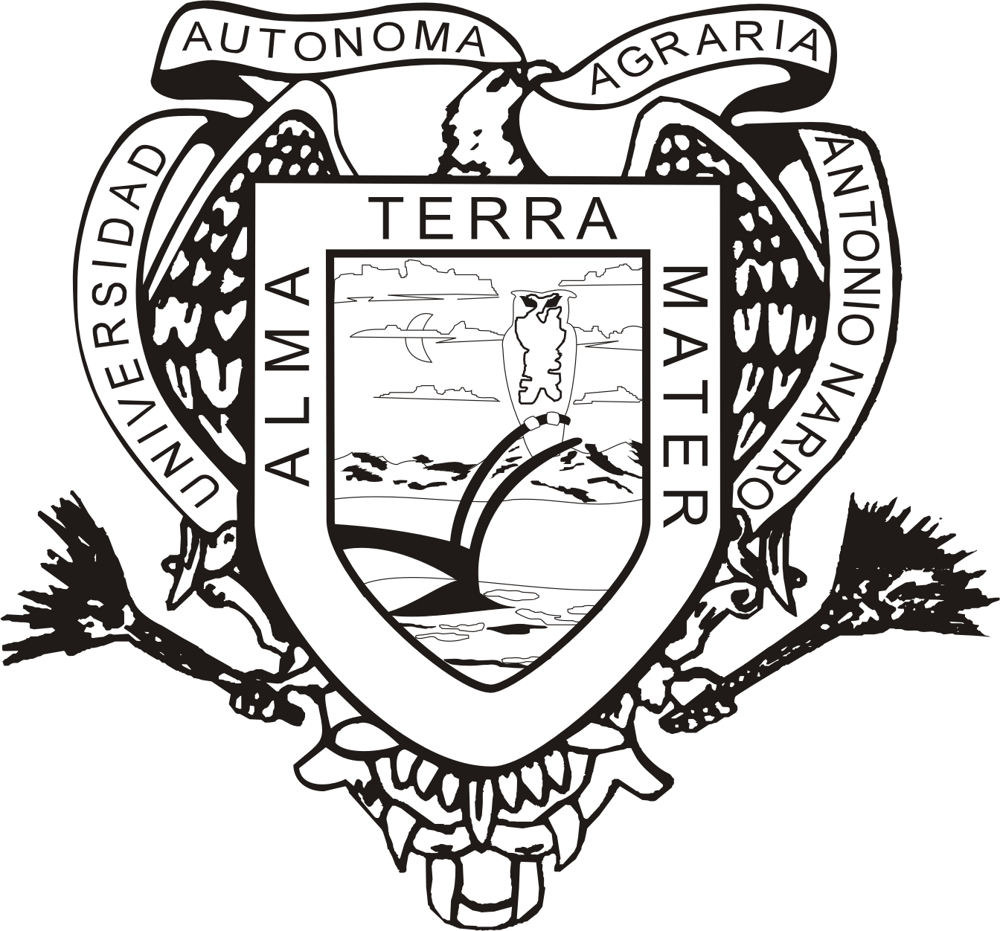 UNIVERSIDAD
AUTONOMA
AGRARIA
ANTONIO NARRO
ALMA
TERRA
MATER